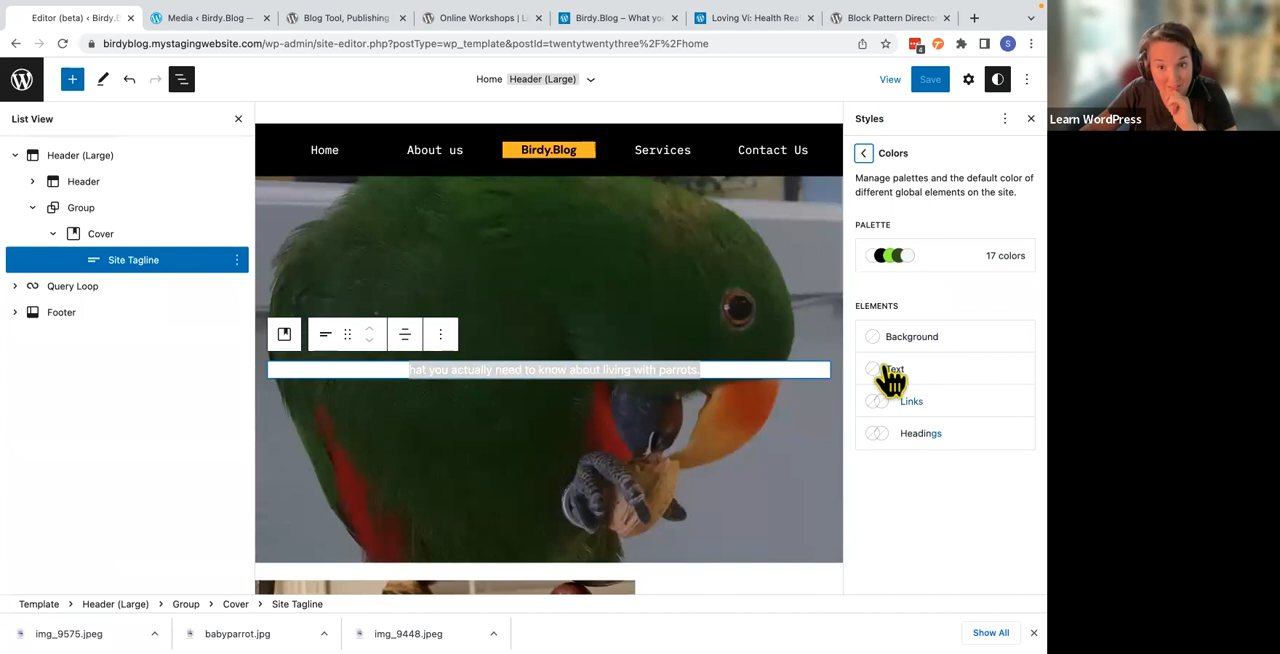 Editor (beta) ‹ Birdy.B
Media ‹ Birdy.Blog —
Blog Tool, Publishing
Online Workshops | L
Birdy.Blog – What yo
Loving Vi: Health Rea
Block Pattern Direct
birdyblog.mystagingwebsite.com/wp-admin/site-editor.php?postType=wp_template&postId=twentytwentythree%2F%2Fhome
4
S
Home Header (Large)
View
Save
List View
Header (Large)
Header
Group
Cover
Site Tagline
Query Loop
Footer
Home
About us
Birdy.Blog
Services
Contact Us
hat you actually need to know about living with parrots.
Styles
Colors
Manage palettes and the default color of
different global elements on the site.
PALETTE
17 colors
ELEMENTS
Background
Text
Links
Headings
Learn WordPress
Template > Header (Large) > Group > Cover > Site Tagline
img_9575.jpeg
babyparrot.jpg
img_9448.jpeg
Show All